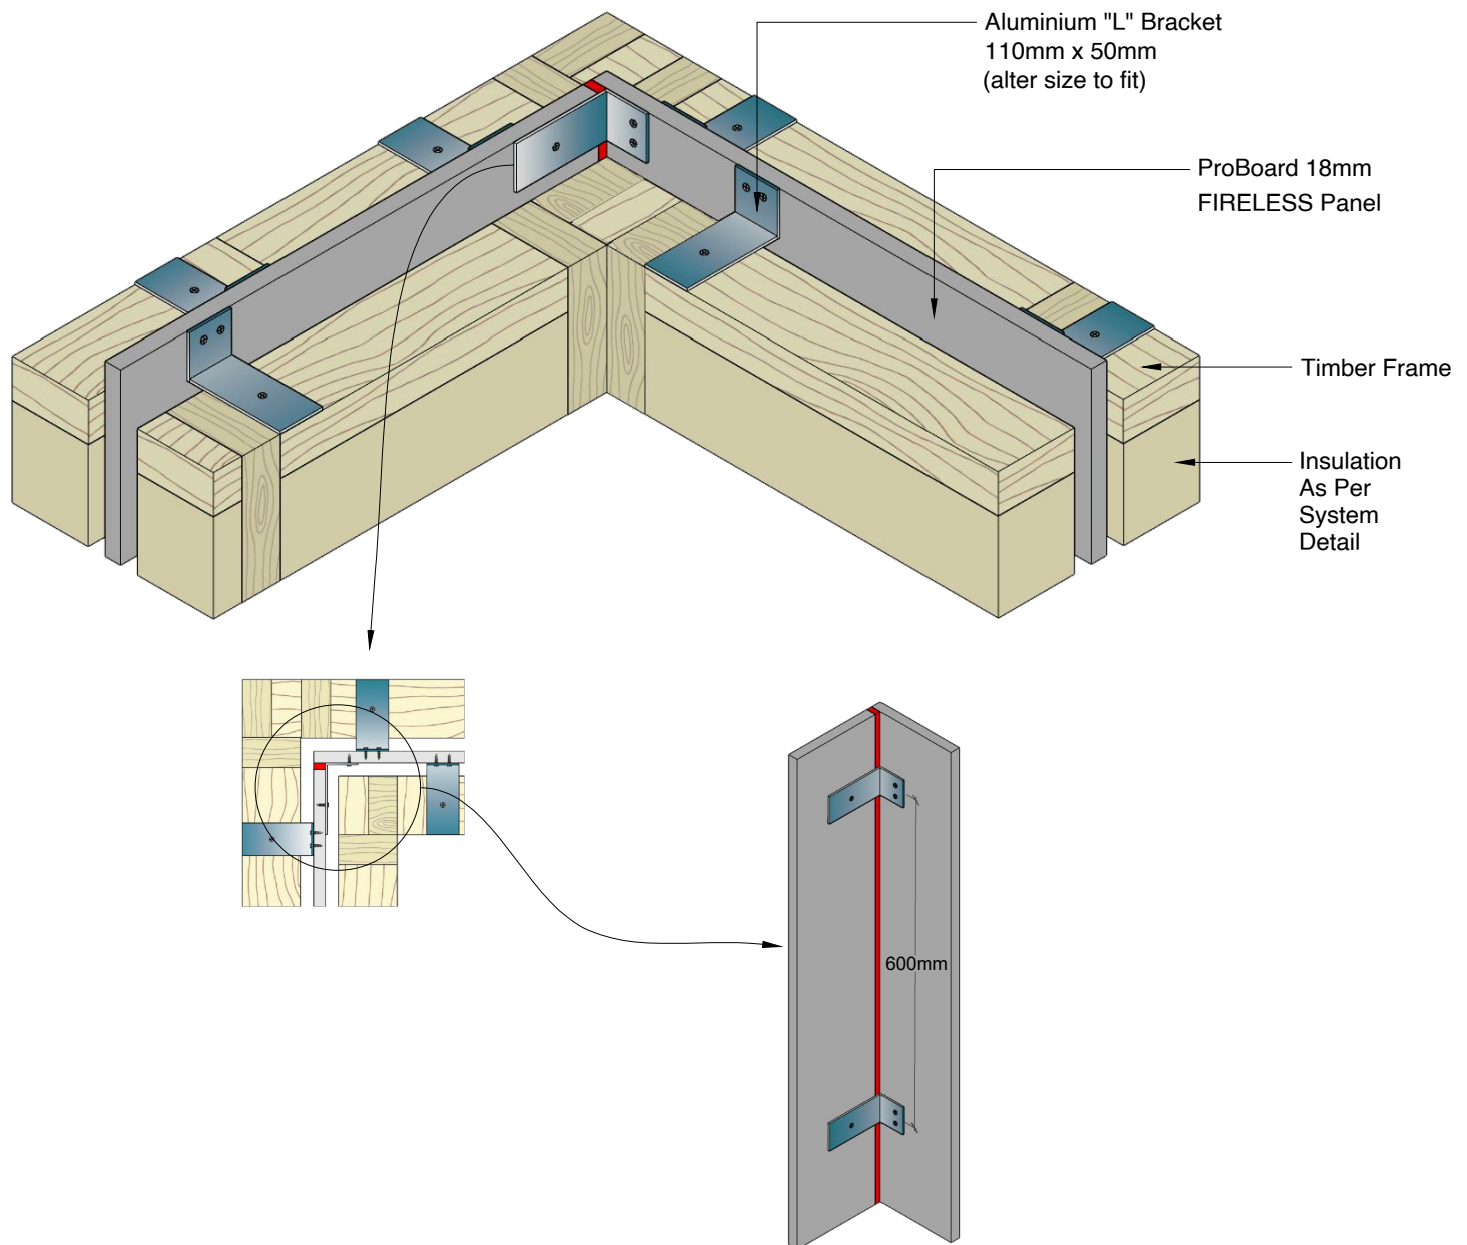 Aluminium "L" Bracket
110mm x 50mm
(alter size to fit)
ProBoard 18mm
FIRELESS Panel
Timber Frame
Insulation
As Per
System
Detail
600mm